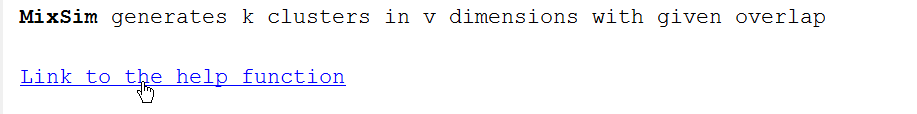 MixSim generates k clusters in v dimensions with given overlap
Link to the help function